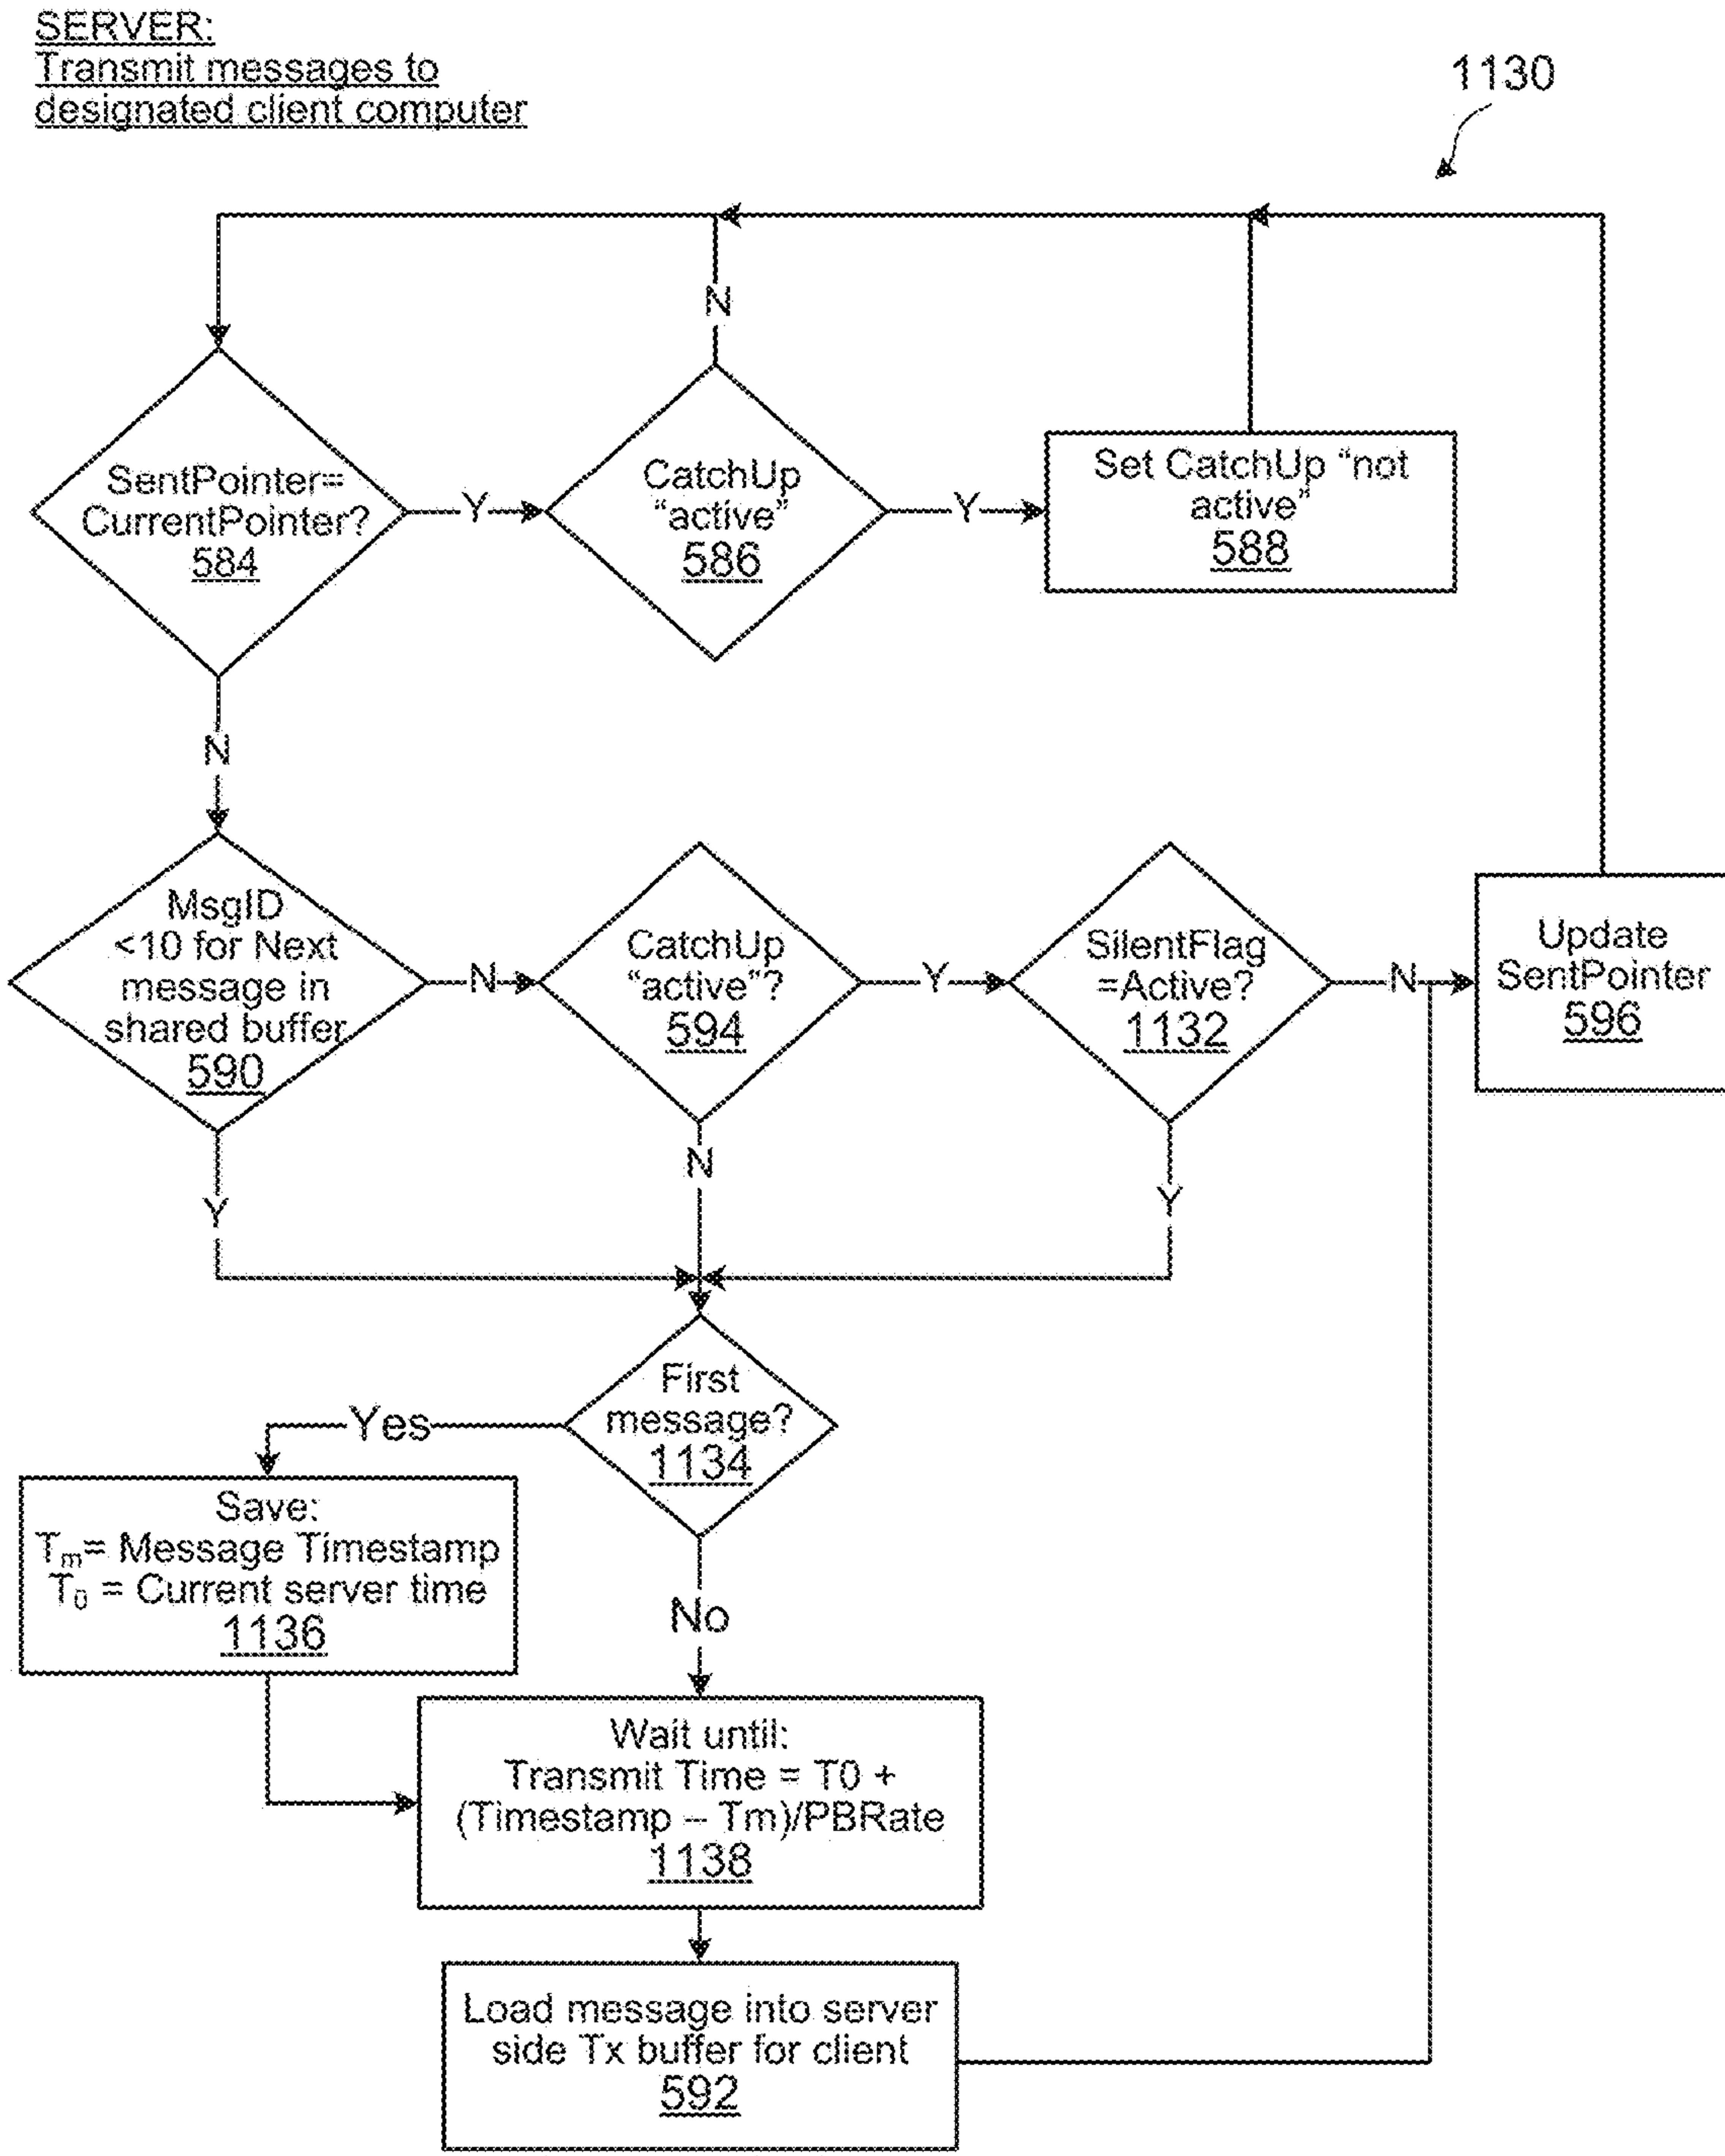 SERVER:
Transmit messages to
designated client computer
1130
N
SentPointer=
CurrentPointer?
584
Y
CatchUp
“active”
586
Y
Set CatchUp “not
active”
588
N
MsgID
<10 for Next
message in
shared buffer
590
N
CatchUp
“active”?
594
Y
SilentFlag
=Active?
1132
N
Update
SentPointer
596
Y
N
Y
First
message?
1134
Yes
Save:
Tm= Message Timestamp
T0 = Current server time
1136
No
Wait until:
Transmit Time = T0 +
(Timestamp – Tm)/PBRate
1138
Load message into server
side Tx buffer for client
592